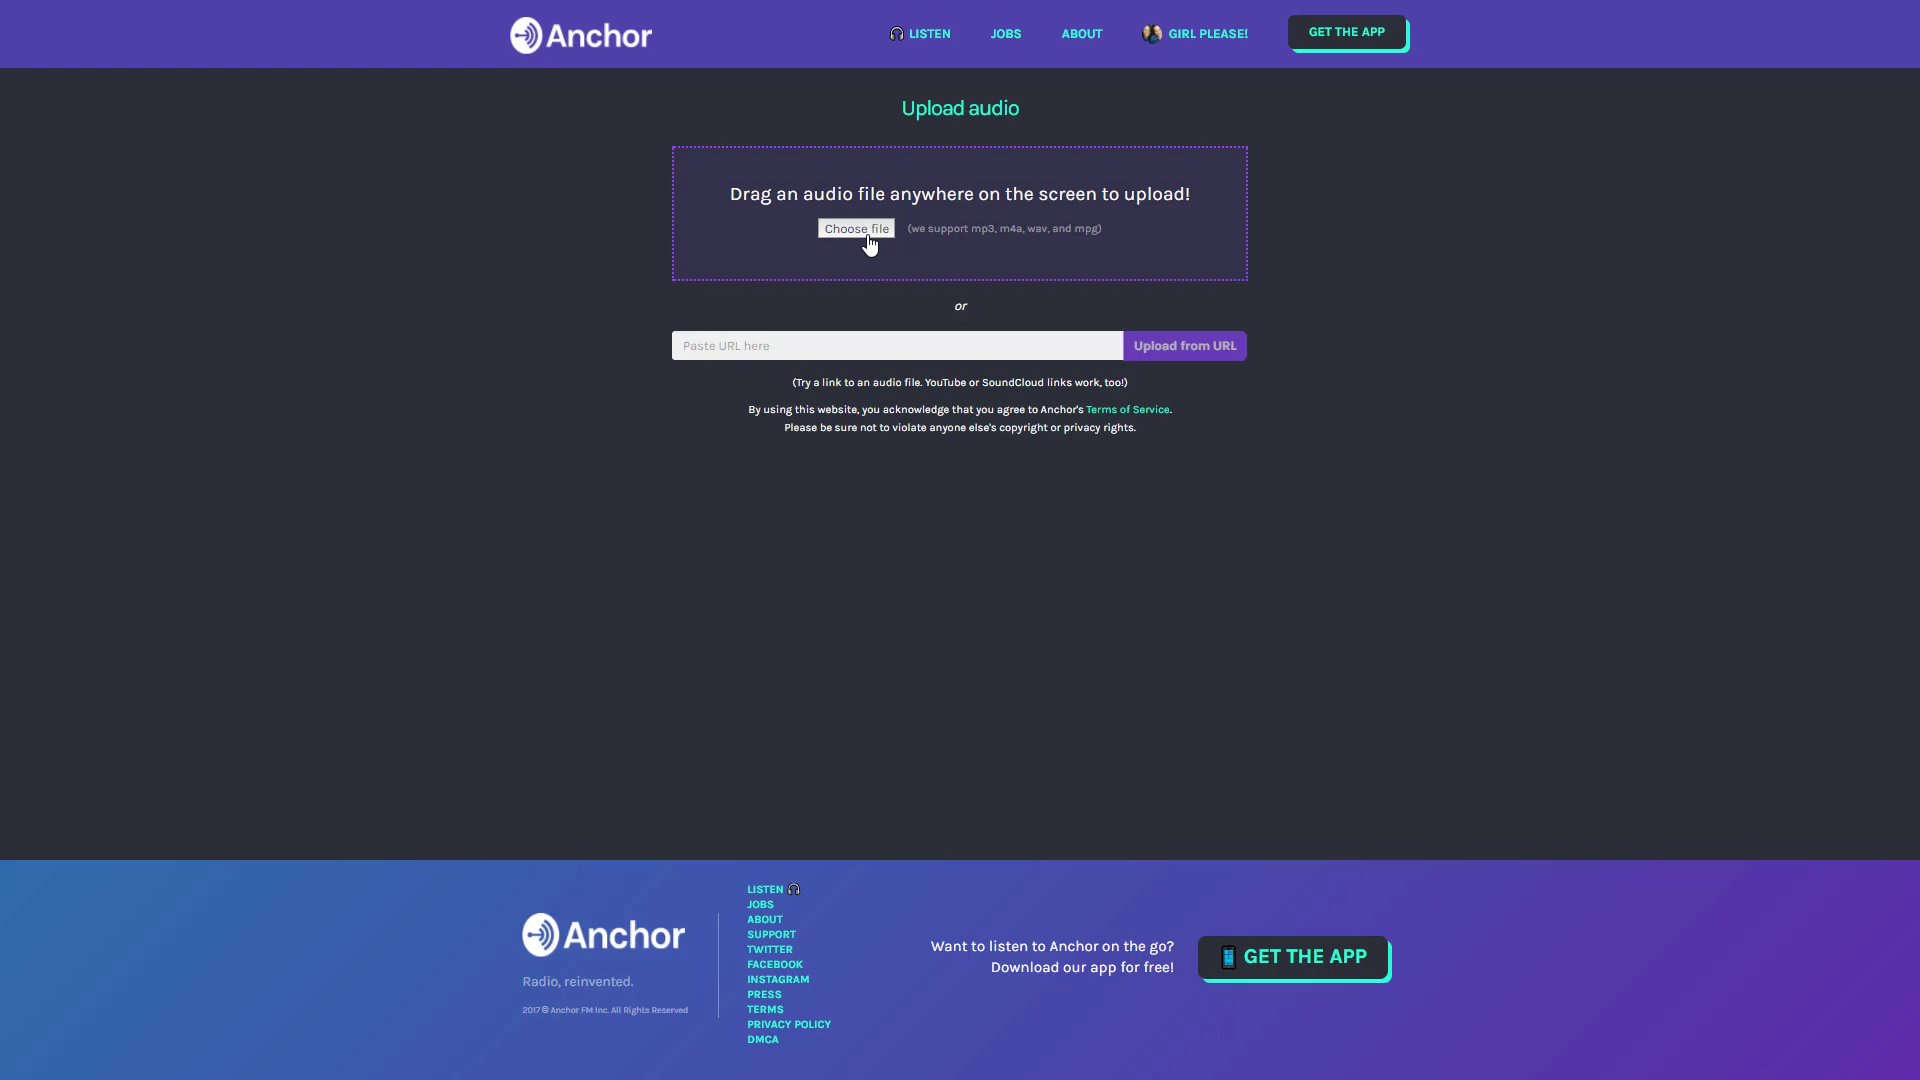 Anchor
LISTEN
JOBS
ABOUT
GIRL PLEASE!
GET THE APP
Upload audio
Drag an audio file anywhere on the screen to upload!
Choose file
(we support mp3, m4a, wav, and mpg)
or
Paste URL here
Upload from URL
(Try a link to an audio file. YouTube or SoundCloud links work, too!)
By using this website, you acknowledge that you agree to Anchor's Terms of Service.
Please be sure not to violate anyone else's copyright or privacy rights.
Anchor
Radio, reinvented.
2017 © Anchor FM Inc. All Rights Reserved
LISTEN
JOBS
ABOUT
SUPPORT
TWITTER
FACEBOOK
INSTAGRAM
PRESS
TERMS
PRIVACY POLICY
DMCA
Want to listen to Anchor on the go?
Download our app for free!
GET THE APP